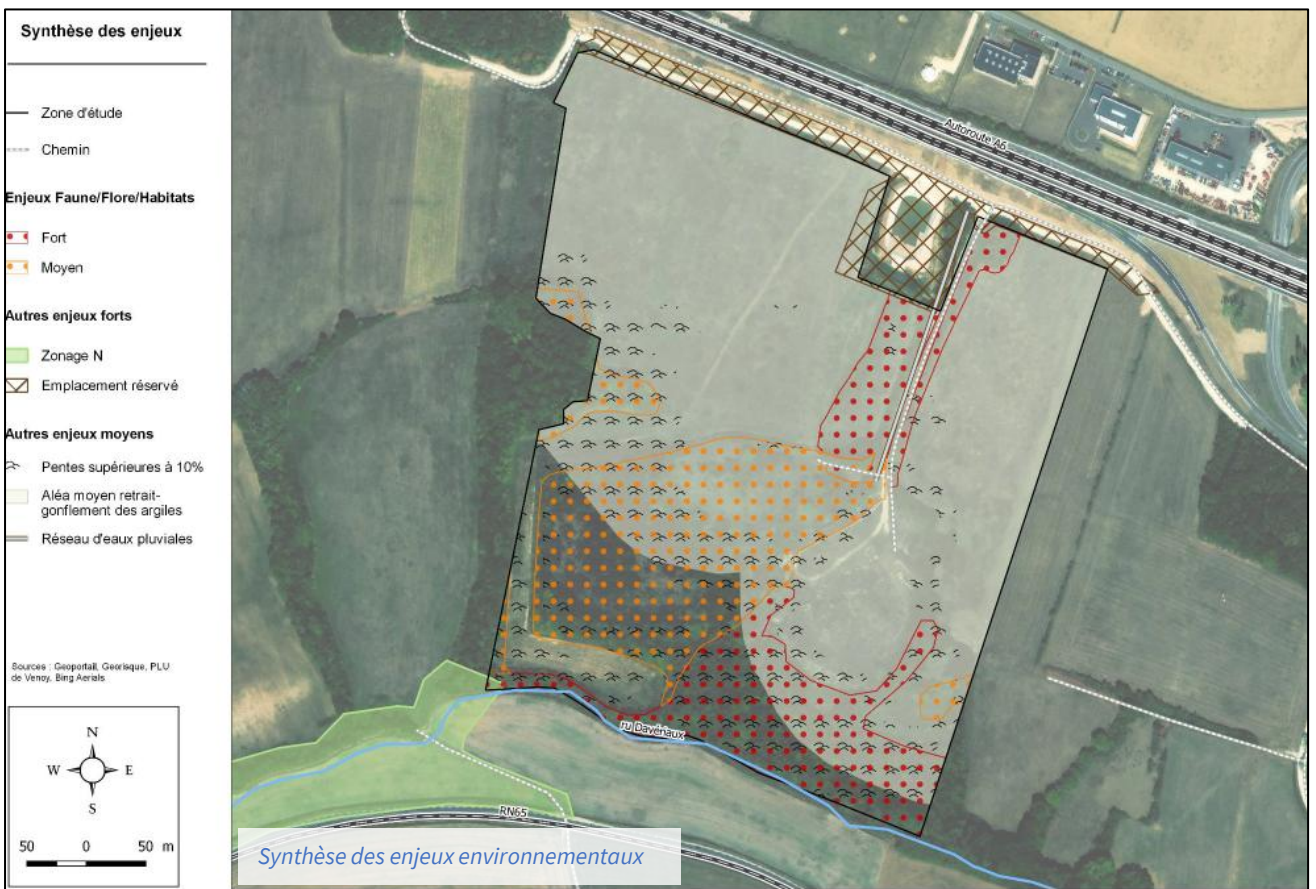 Synthèse des enjeux
Zone d'étude
Chemin
Enjeux Faune/Flore/Habitats
Fort
Moyen
Autres enjeux forts
Zonage N
Emplacement réservé
Autres enjeux moyens
Pentes supérieures à 10%
Aléa moyen retrait-
gonflement des argiles
Réseau d'eaux pluviales
Sources : Geoportail, Georisque, PLU
de Venoy, Bing Aerials
N
W E
S
50 0 50 m
Autoroute A6
ru Davénaux
RN65
Synthèse des enjeux environnementaux